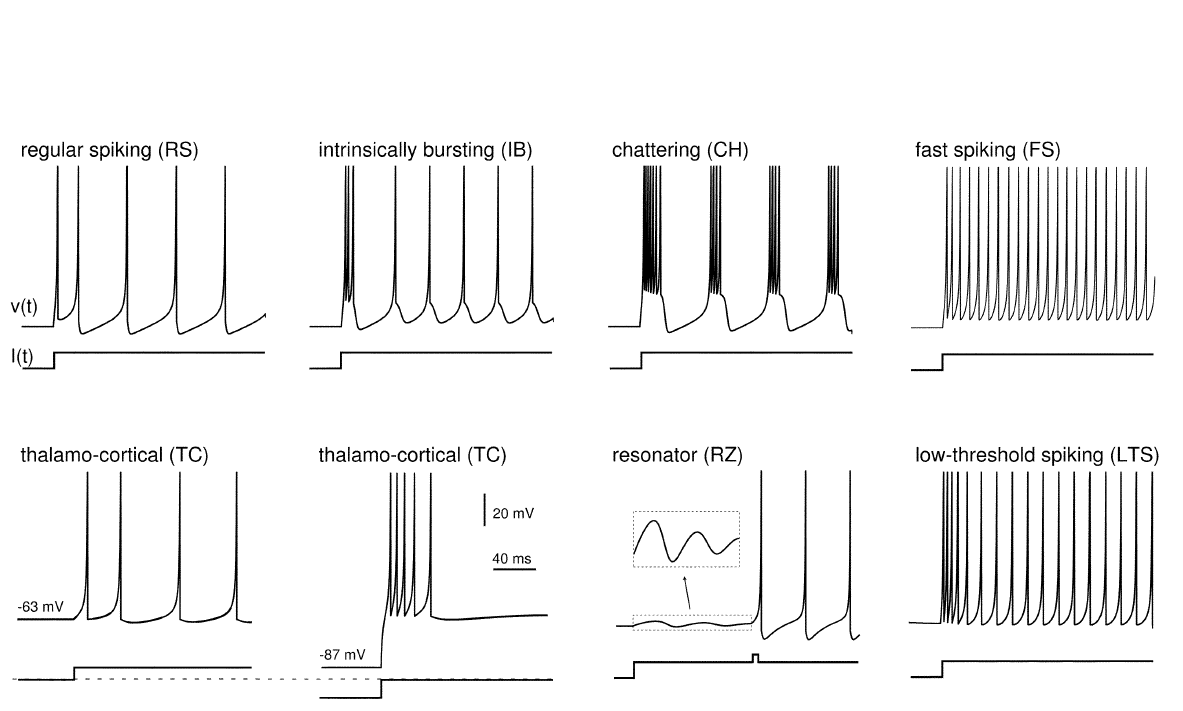 regular spiking (RS)
intrinsically bursting (IB)
chattering (CH)
fast spiking (FS)
v(t)
I(t)
thalamo-cortical (TC)
thalamo-cortical (TC)
resonator (RZ)
low-threshold spiking (LTS)
20 mV
40 ms
-63 mV
-87 mV